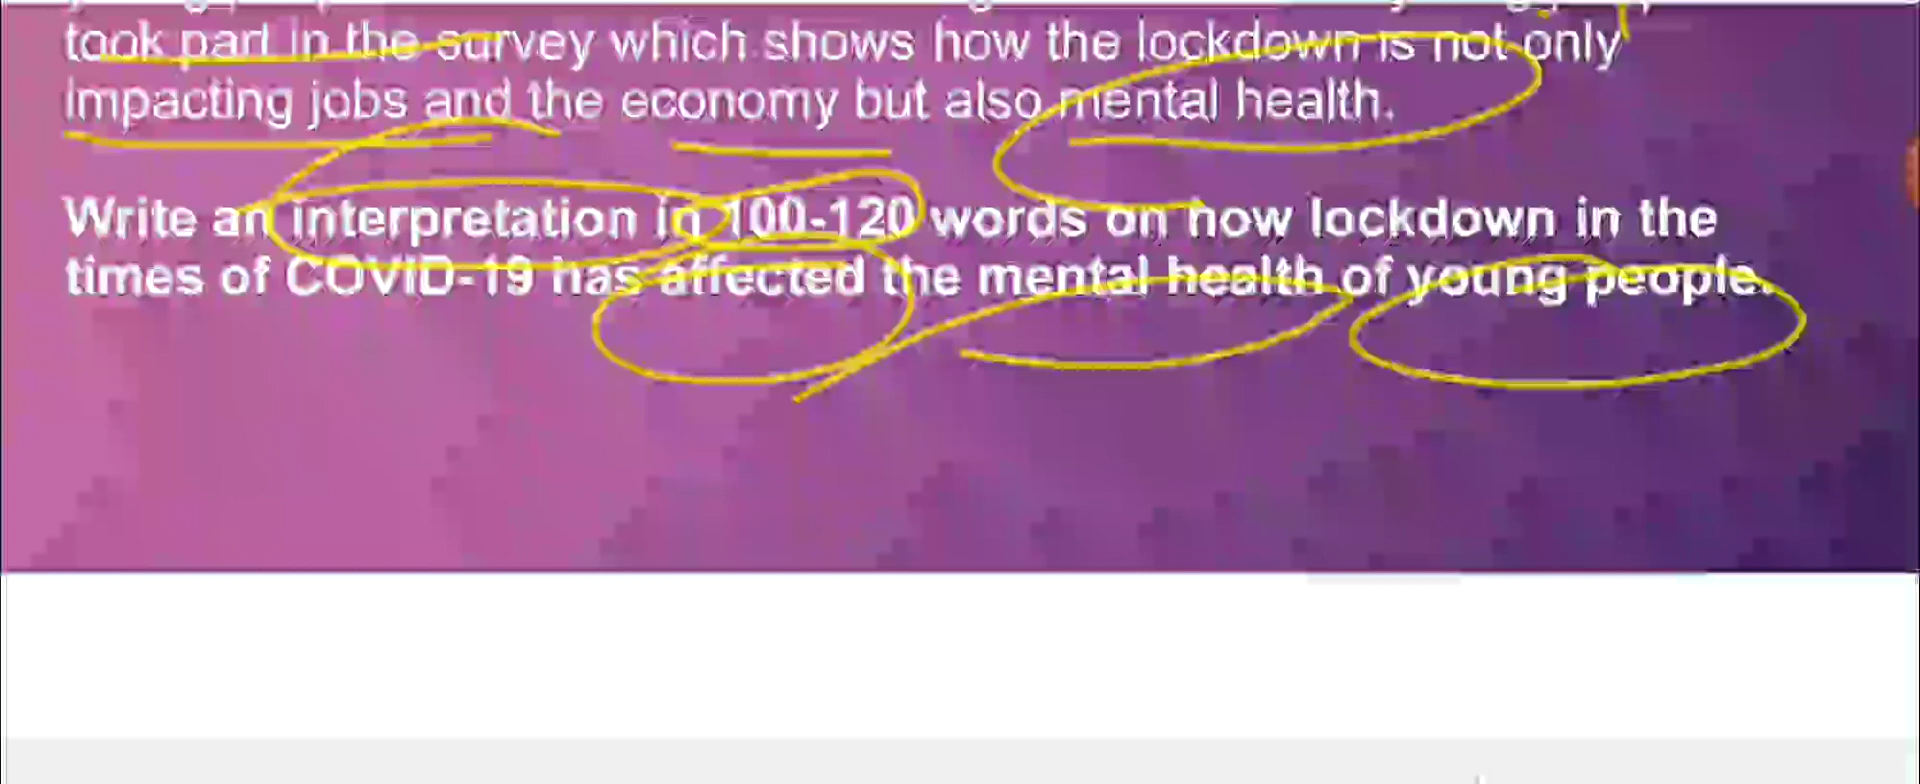 took part in the survey which shows how the lockdown is not only
impacting jobs and the economy but also mental health.
Write an interpretation in 100-120 words on how lockdown in the
times of COVID-19 has affected the mental health of young people.